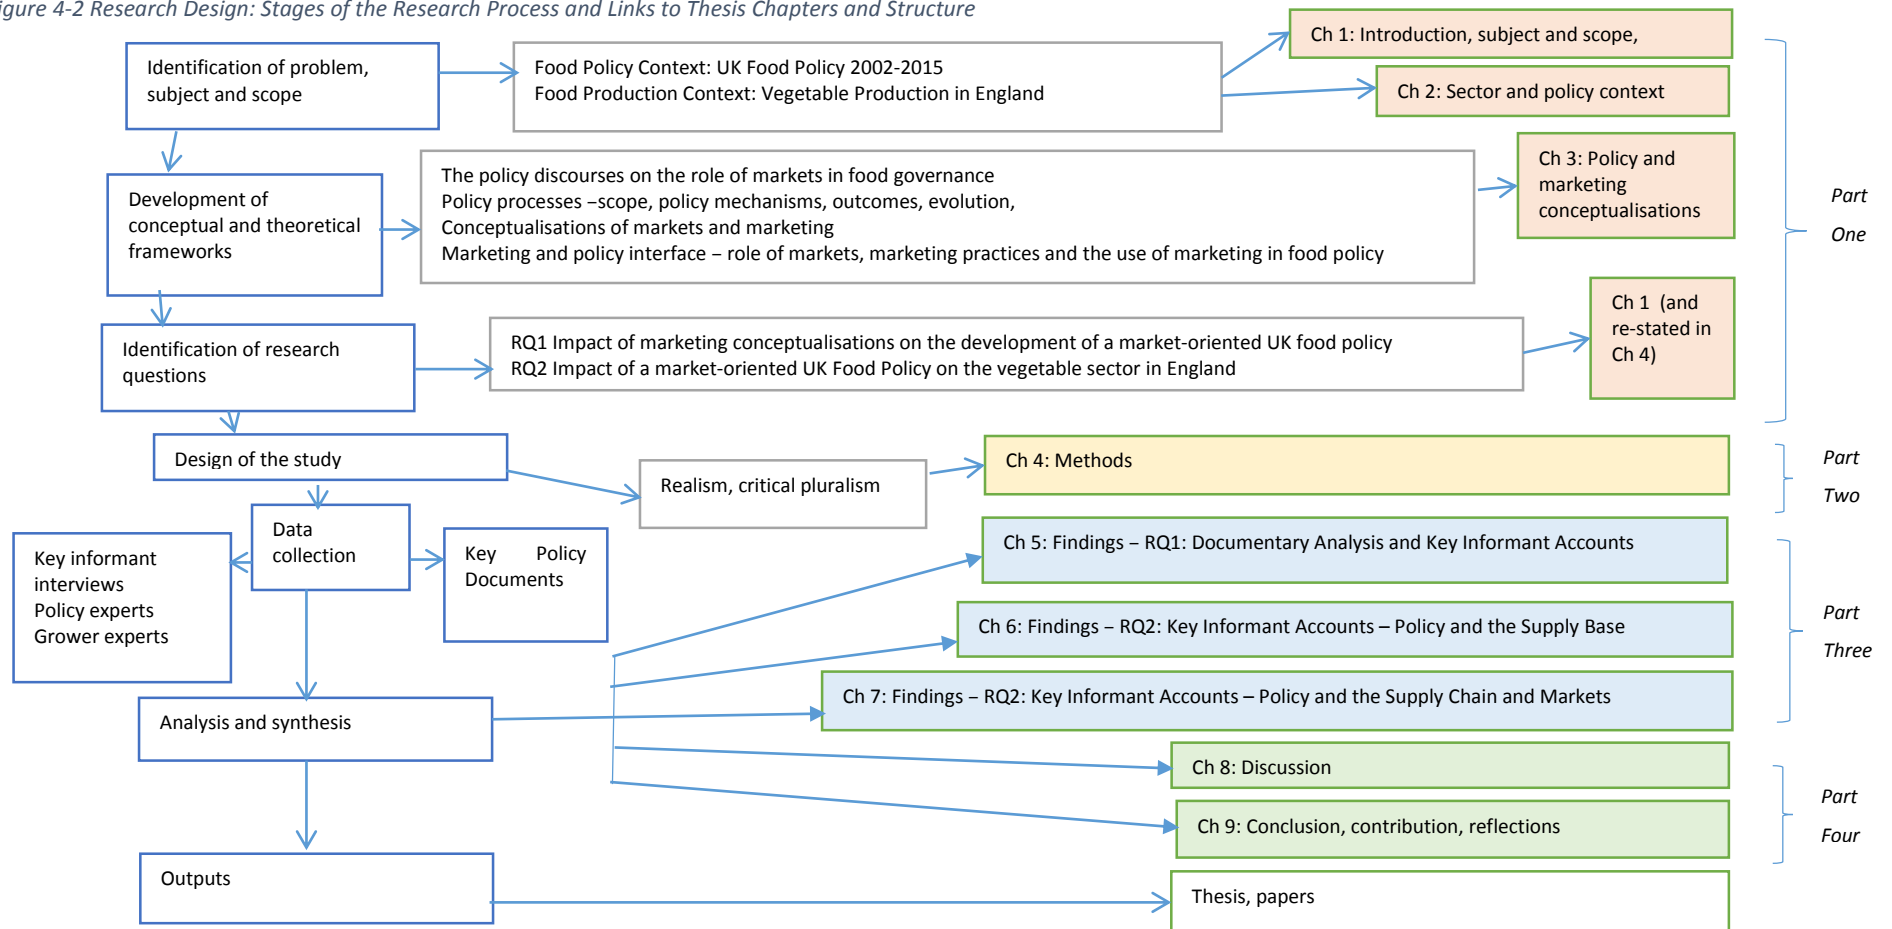 igure 4-2 Research Design: Stages of the Research Process and Links to Thesis Chapters and Structure
Identification of problem,
subject and scope
Food Policy Context: UK Food Policy 2002-2015
Food Production Context: Vegetable Production in England
Ch 1: Introduction, subject and scope,
Ch 2: Sector and policy context
Development of
conceptual and theoretical
frameworks
The policy discourses on the role of markets in food governance
Policy processes –scope, policy mechanisms, outcomes, evolution,
Conceptualisations of markets and marketing
Marketing and policy interface – role of markets, marketing practices and the use of marketing in food policy
Ch 3: Policy and
marketing
conceptualisations
Part
One
Identification of research
questions
RQ1 Impact of marketing conceptualisations on the development of a market-oriented UK food policy
RQ2 Impact of a market-oriented UK Food Policy on the vegetable sector in England
Ch 1 (and
re-stated in
Ch 4)
Design of the study
Realism, critical pluralism
Ch 4: Methods
Part
Two
Data
collection
Key informant
interviews
Policy experts
Grower experts
Key Policy
Documents
Ch 5: Findings – RQ1: Documentary Analysis and Key Informant Accounts
Ch 6: Findings – RQ2: Key Informant Accounts – Policy and the Supply Base
Ch 7: Findings – RQ2: Key Informant Accounts – Policy and the Supply Chain and Markets
Part
Three
Analysis and synthesis
Ch 8: Discussion
Ch 9: Conclusion, contribution, reflections
Part
Four
Outputs
Thesis, papers